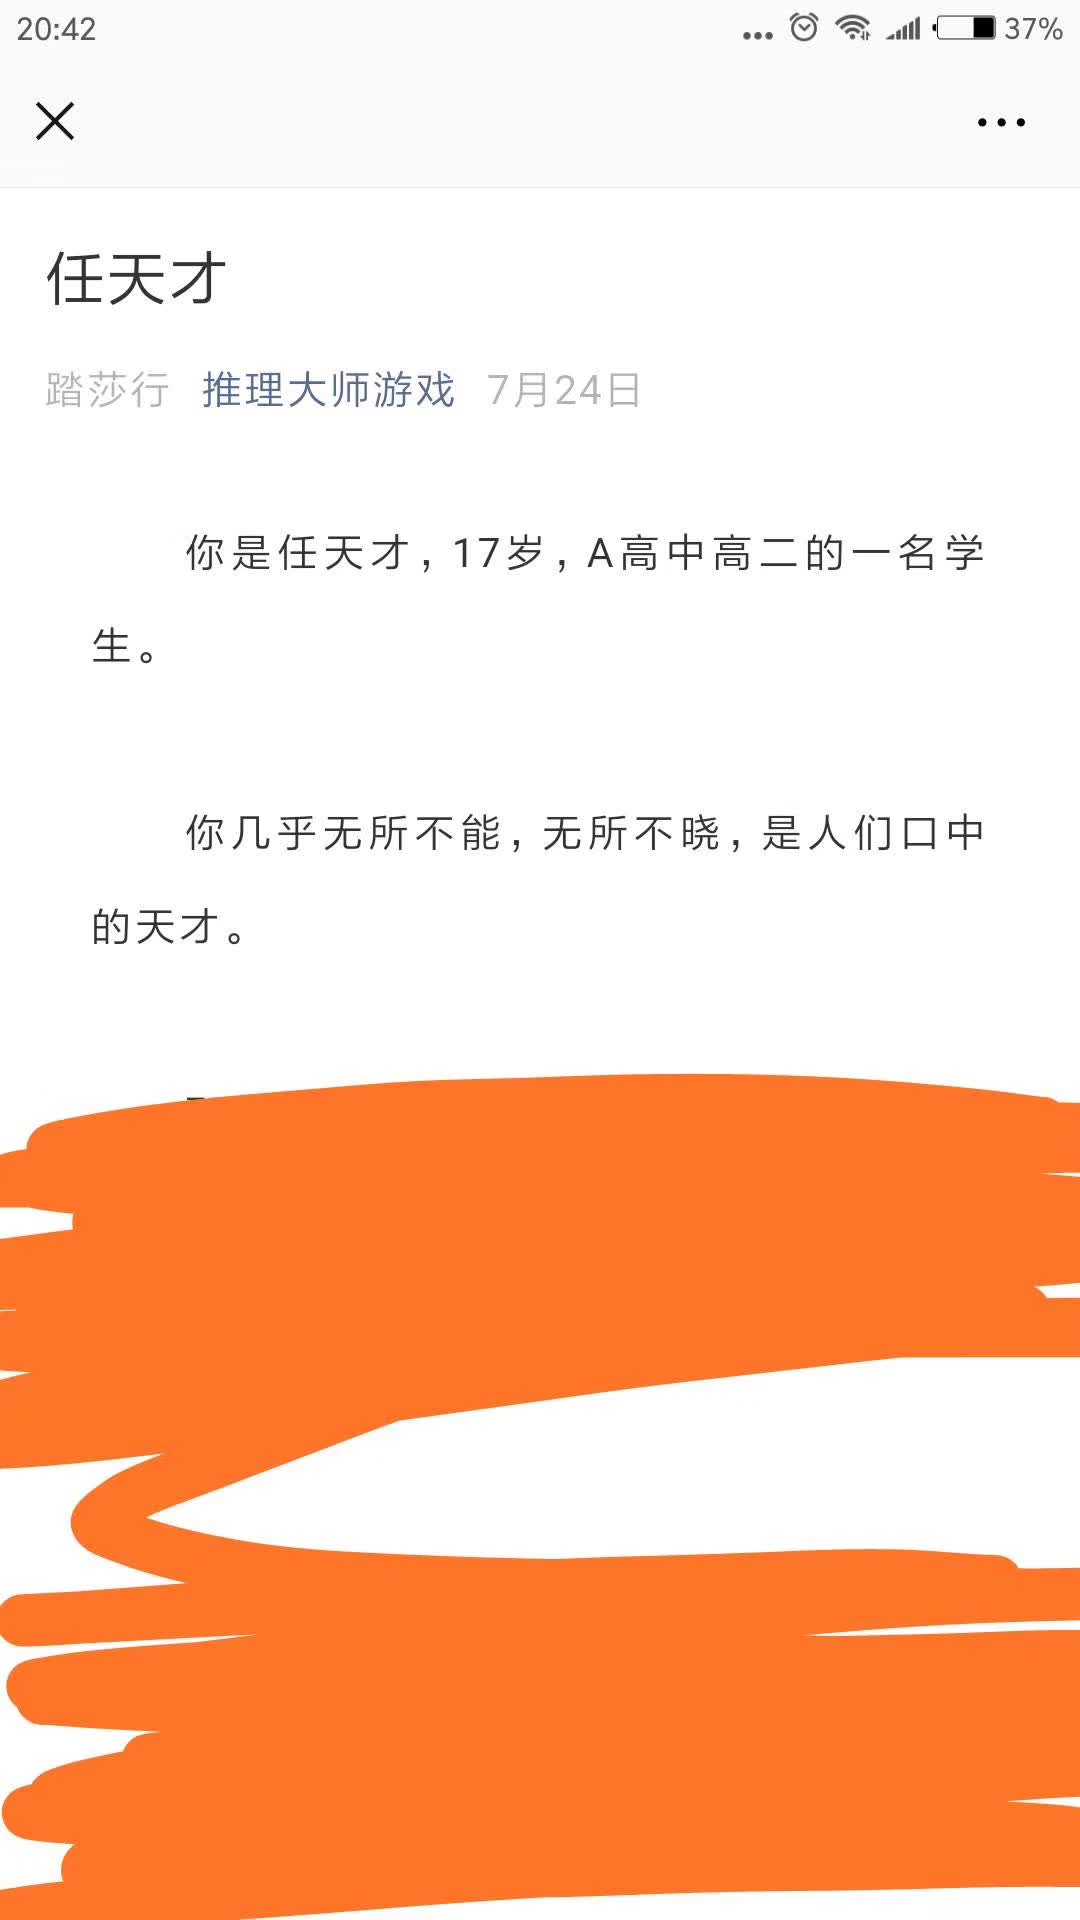 20:42
37%
任天才
踏莎行 推理大师游戏 7月24日
你是任天才，17岁，A高中高二的一名学
生。
你几乎无所不能，无所不晓，是人们口中
的天才。